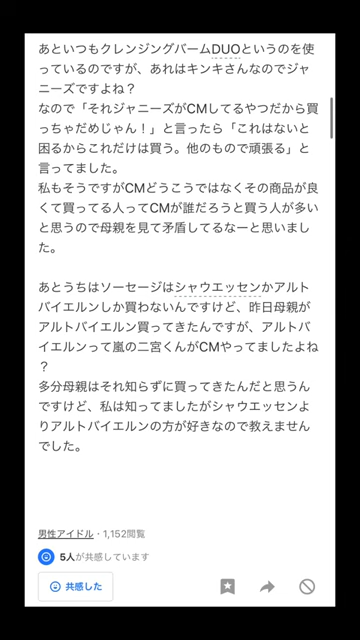 あといつもクレンジングバームDUOというのを使
っているのですが、あれはキンキさんなのでジャ
ニーズですよね？
なので「それジャニーズがCMしてるやつだから買
っちゃだめじゃん！」と言ったら「これはないと
困るからこれだけは買う。他のもので頑張る」と
言ってました。
私もそうですがCMどうこうではなくその商品が良
くて買ってる人ってCMが誰だろうと買う人が多い
と思うので母親を見て矛盾してるなーと思いまし
た。
あとうちはソーセージはシャウエッセンかアルト
バイエルンしか買わないんですけど、昨日母親が
アルトバイエルン買ってきたんですが、アルトバ
イエルンって嵐の二宮くんがCMやってましたよね
？
多分母親はそれ知らずに買ってきたんだと思うん
ですけど、私は知ってましたがシャウエッセンよ
りアルトバイエルンの方が好きなので教えませんで
でした。
男性アイドル・1,152閲覧
5人が共感しています
共感した